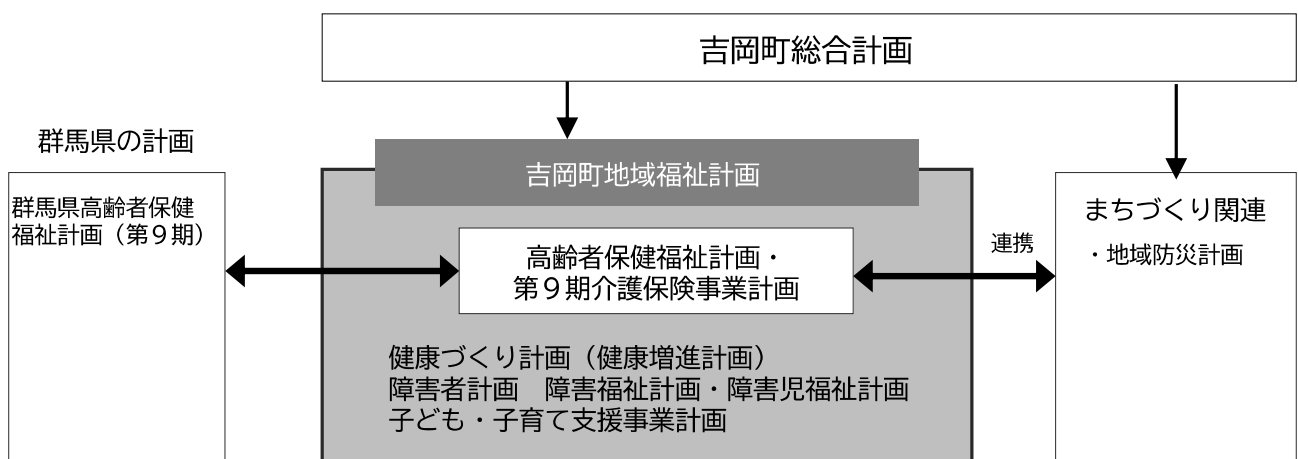 吉岡町総合計画
群馬県の計画
群馬県高齢者保健
福祉計画（第９期）
吉岡町地域福祉計画
高齢者保健福祉計画・
第９期介護保険事業計画
健康づくり計画（健康増進計画）
障害者計画　障害福祉計画・障害児福祉計画
子ども・子育て支援事業計画
連携
まちづくり関連
・地域防災計画